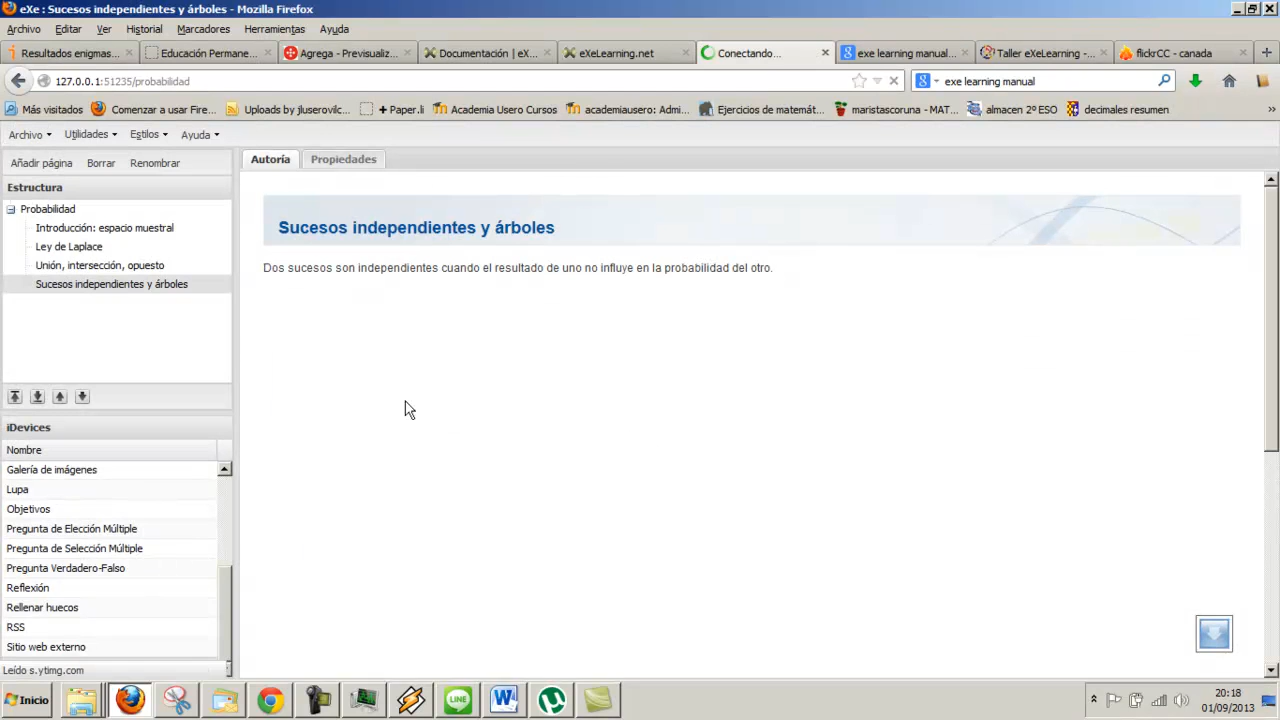 eXe : Sucesos independientes y árboles - Mozilla Firefox
Archivo Editar Ver Historial Marcadores Herramientas Ayuda
Resultados enigmas... Educación Permane... Agrega - Previsualiz... Documentación | eX... eXeLearning.net Conectando... exe learning manual... Taller eXeLearning -... flickrCC - canada
127.0.0.1:51235/probabilidad exe learning manual
Más visitados Comenzar a usar Fire... Uploads by jluserovilc... + Paper.li Academia Usero Cursos academiausero: Admi... Ejercicios de matemát... maristascoruna - MAT... almacen 2º ESO decimales resumen
Archivo Utilidades Estilos Ayuda
Añadir página Borrar Renombrar
Autoría Propiedades
Estructura
Probabilidad
Introducción: espacio muestral
Ley de Laplace
Unión, intersección, opuesto
Sucesos independientes y árboles
Sucesos independientes y árboles
Dos sucesos son independientes cuando el resultado de uno no influye en la probabilidad del otro.
iDevices
Nombre
Galería de imágenes
Lupa
Objetivos
Pregunta de Elección Múltiple
Pregunta de Selección Múltiple
Pregunta Verdadero-Falso
Reflexión
Rellenar huecos
RSS
Sitio web externo
Leído s.ytimg.com
Inicio
LINE
20:18
01/09/2013